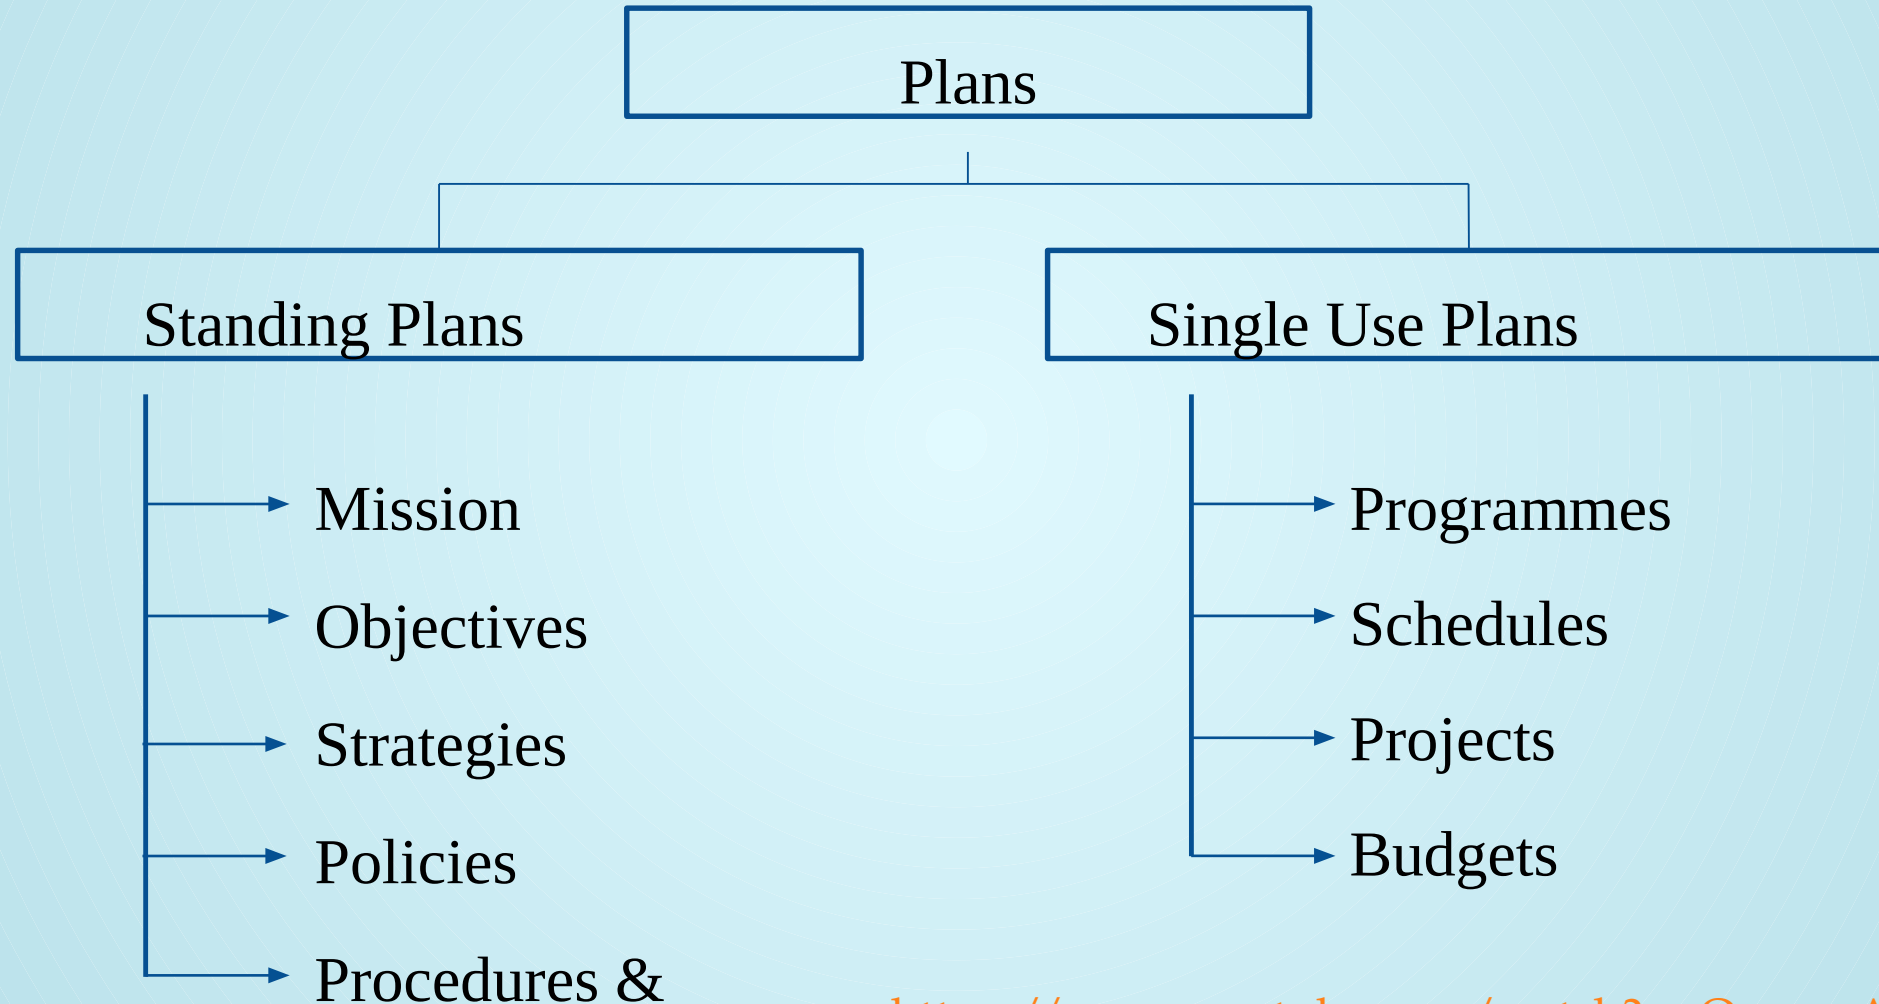 Plans
Standing Plans
Mission
Objectives
Strategies
Policies
Procedures &
Single Use Plans
Programmes
Schedules
Projects
Budgets